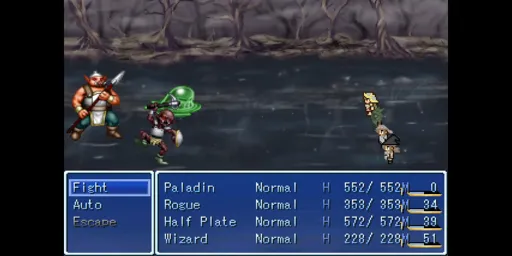 Fight
Auto
Escape
Paladin Normal H 552/ 552 M 0
Rogue Normal H 353/ 353 M 34
Half Plate Normal H 572/ 572 M 39
Wizard Normal H 228/ 228 M 51